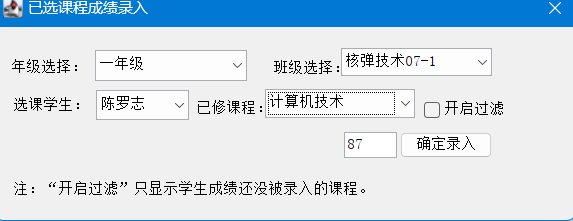 已选课程成绩录入
年级选择： 一年级 班级选择： 核弹技术07-1
选课学生： 陈罗志 已修课程： 计算机技术 开启过滤
87 确定录入
注：“开启过滤”只显示学生成绩还没被录入的课程。